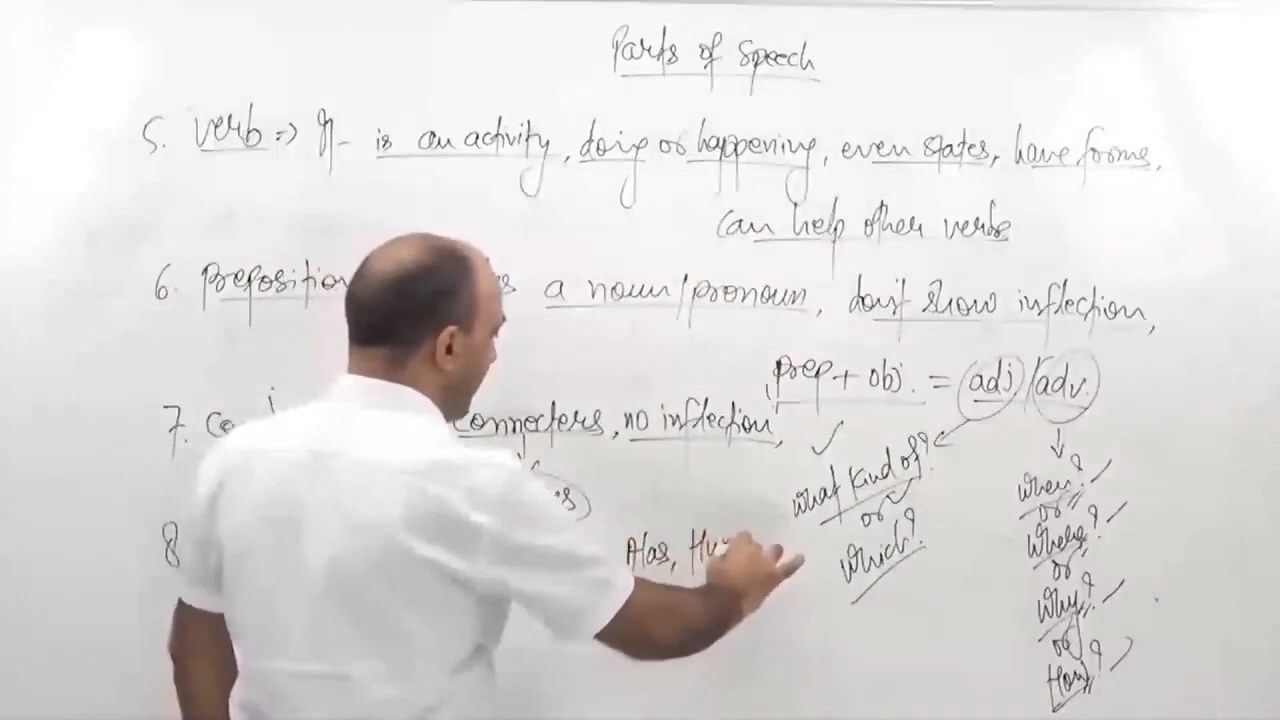 Parts of Speech
5. Verb => It is an activity, doing or happening, even states, have forms,
can help other verbs
6. Preposition a noun/pronoun, don't show inflection,
prep + obj. = adj / adv.
7. connecters, no inflection,
what kind of?
or
which?
when?
or
where?
or
why?
or
How?
8 Alas, Hu